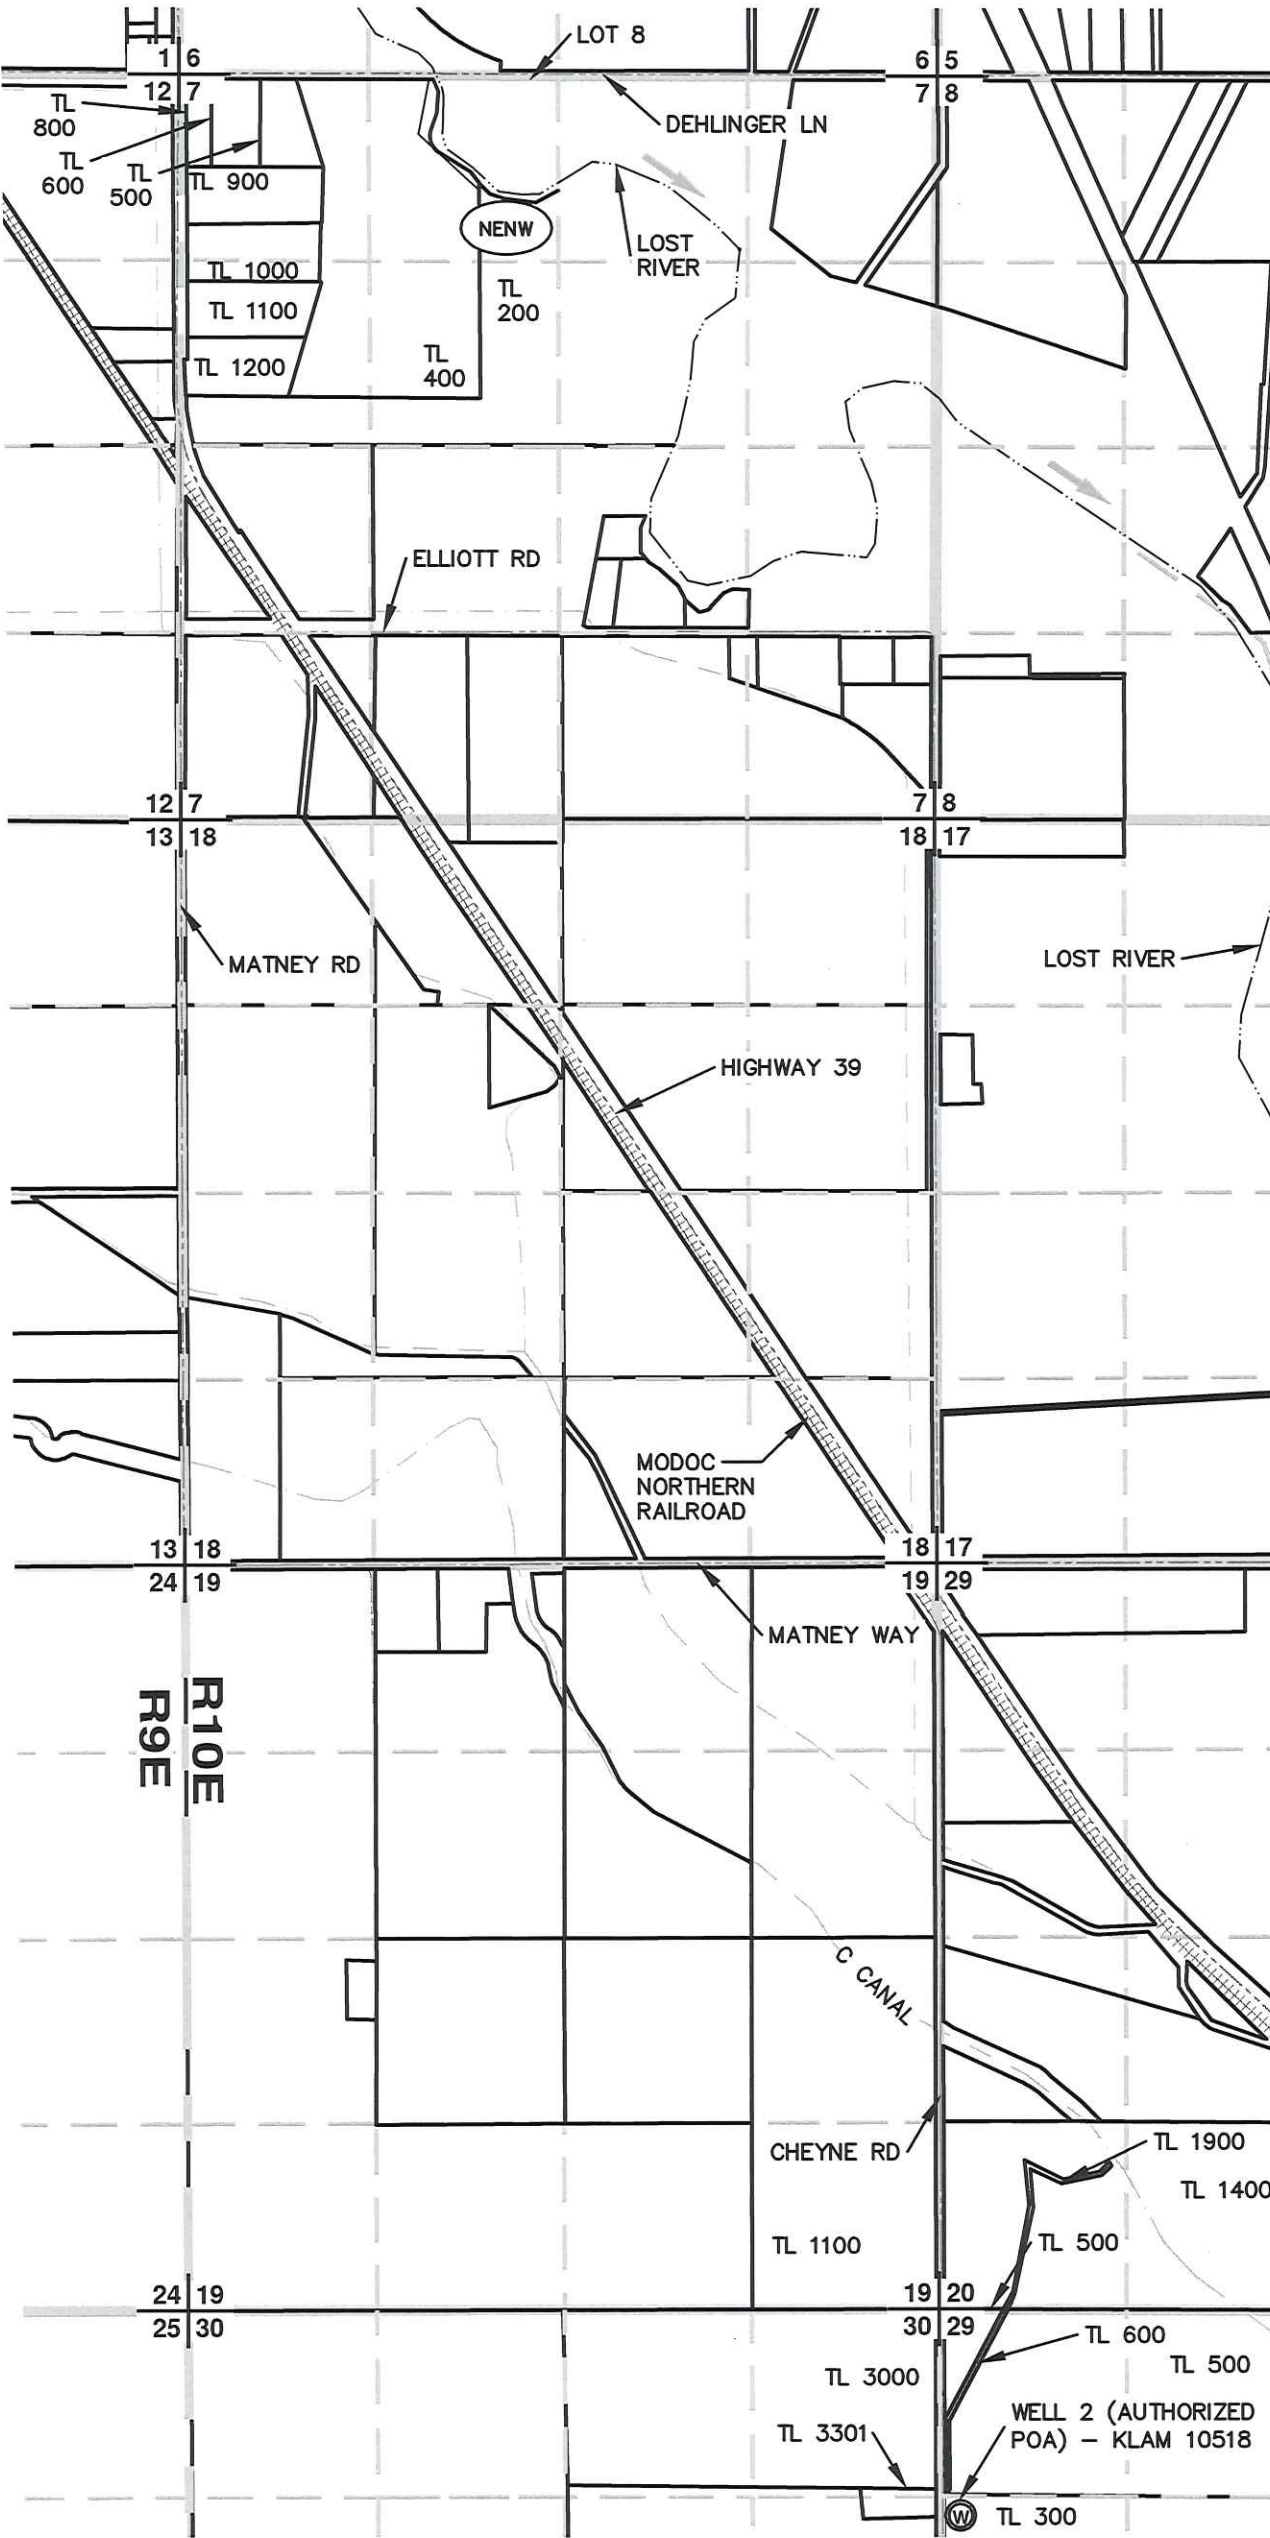 LOT 8
1 6
12 7
6 5
7 8
TL
800
TL
600
TL
500
DEHLINGER LN
TL 900
NENW
LOST
RIVER
TL 1000
TL
200
TL 1100
TL 1200
TL
400
ELLIOTT RD
12 7
13 18
7 8
18 17
MATNEY RD
LOST RIVER
HIGHWAY 39
MODOC
NORTHERN
RAILROAD
13 18
24 19
18 17
19 29
MATNEY WAY
R10E
R9E
C CANAL
CHEYNE RD
TL 1900
TL 1400
TL 1100
TL 500
24 19
25 30
19 20
30 29
TL 600
TL 500
TL 3000
WELL 2 (AUTHORIZED
POA) – KLAM 10518
TL 3301
W
TL 300